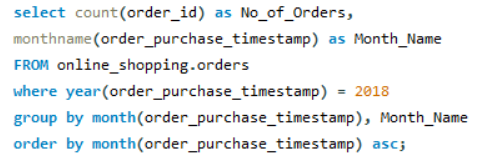 select count(order_id) as No_of_Orders,
monthname(order_purchase_timestamp) as Month_Name
FROM online_shopping.orders
where year(order_purchase_timestamp) = 2018
group by month(order_purchase_timestamp), Month_Name
order by month(order_purchase_timestamp) asc;